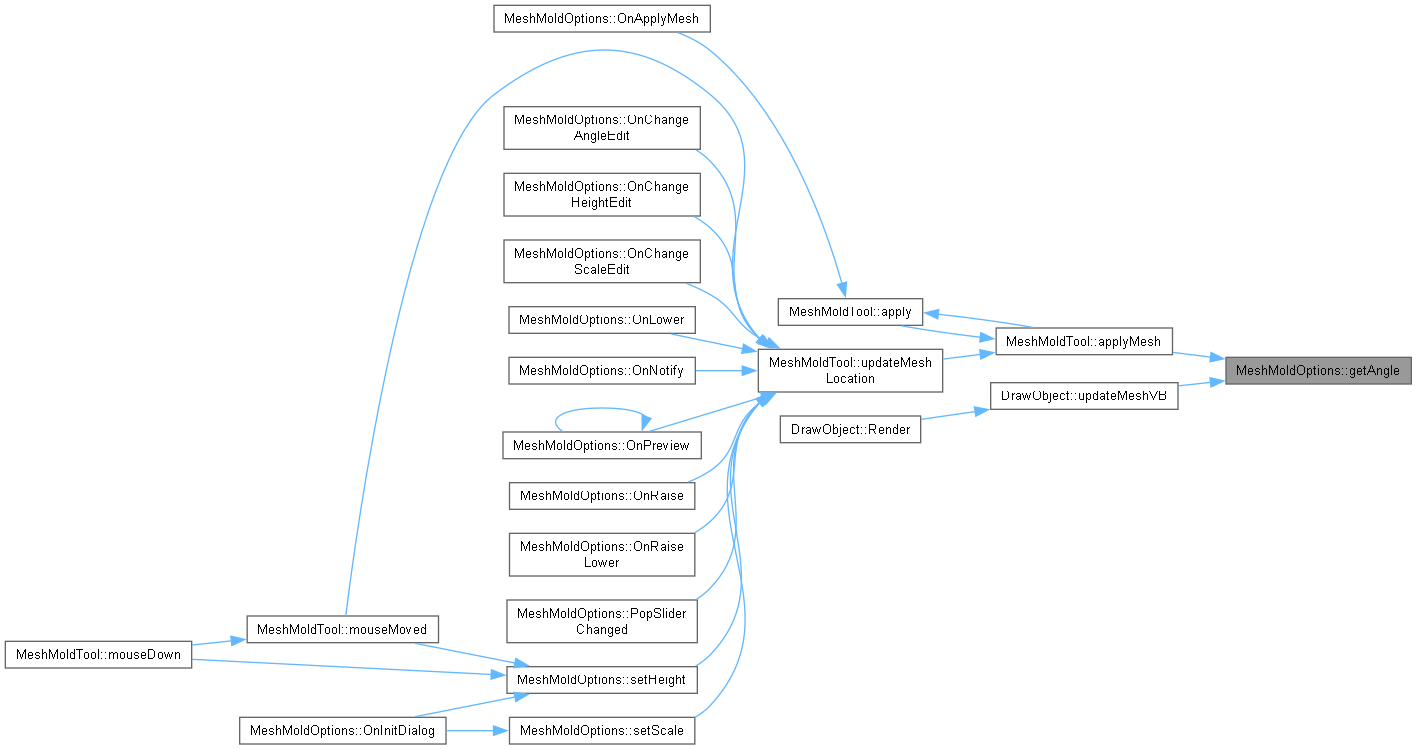 MeshMoldOptions::OnApplyMesh
MeshMoldOptions::OnChange
AngleEdit
MeshMoldOptions::OnChange
HeightEdit
MeshMoldOptions::OnChange
ScaleEdit
MeshMoldOptions::OnLower
MeshMoldOptions::OnNotify
MeshMoldOptions::OnPreview
MeshMoldOptions::OnRaise
MeshMoldOptions::OnRaise
Lower
MeshMoldOptions::PopSlider
Changed
MeshMoldTool::mouseMoved
MeshMoldTool::mouseDown
MeshMoldOptions::setHeight
MeshMoldOptions::OnInitDialog
MeshMoldOptions::setScale
MeshMoldTool::apply
MeshMoldTool::updateMesh
Location
DrawObject::Render
MeshMoldTool::applyMesh
DrawObject::updateMeshVB
MeshMoldOptions::getAngle